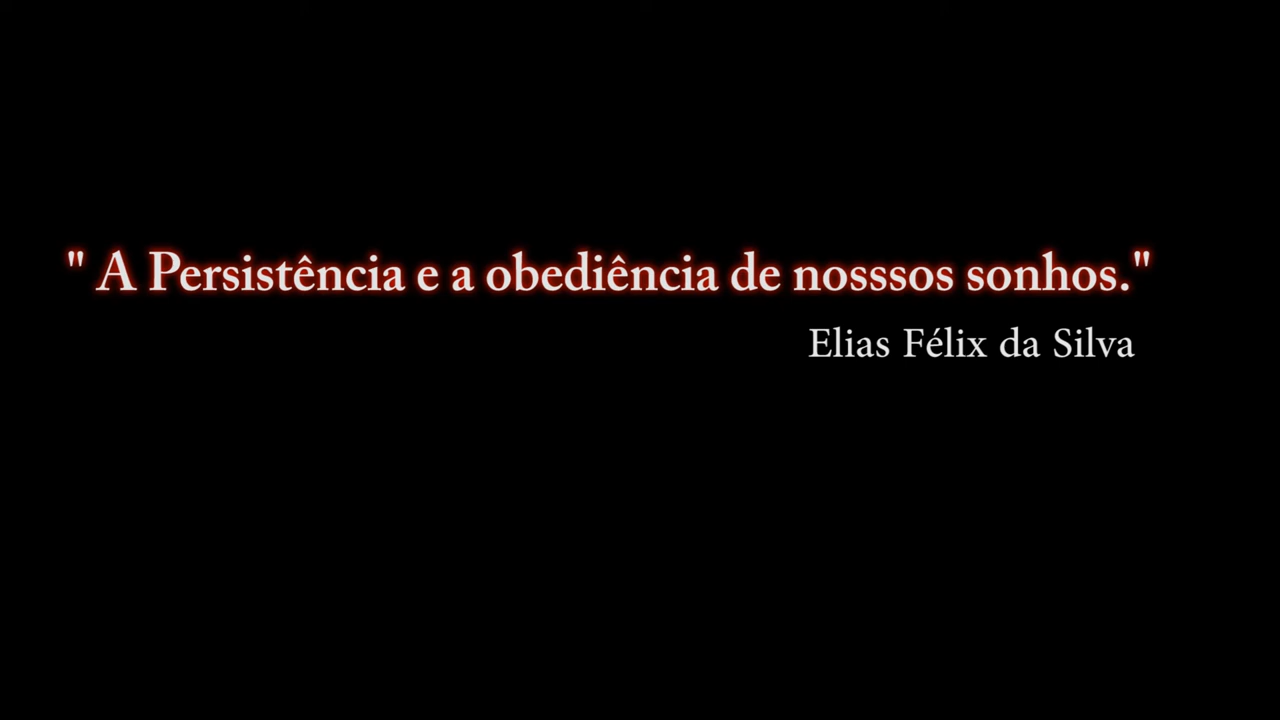 " A Persistência e a obediência de nosssos sonhos."
Elias Félix da Silva